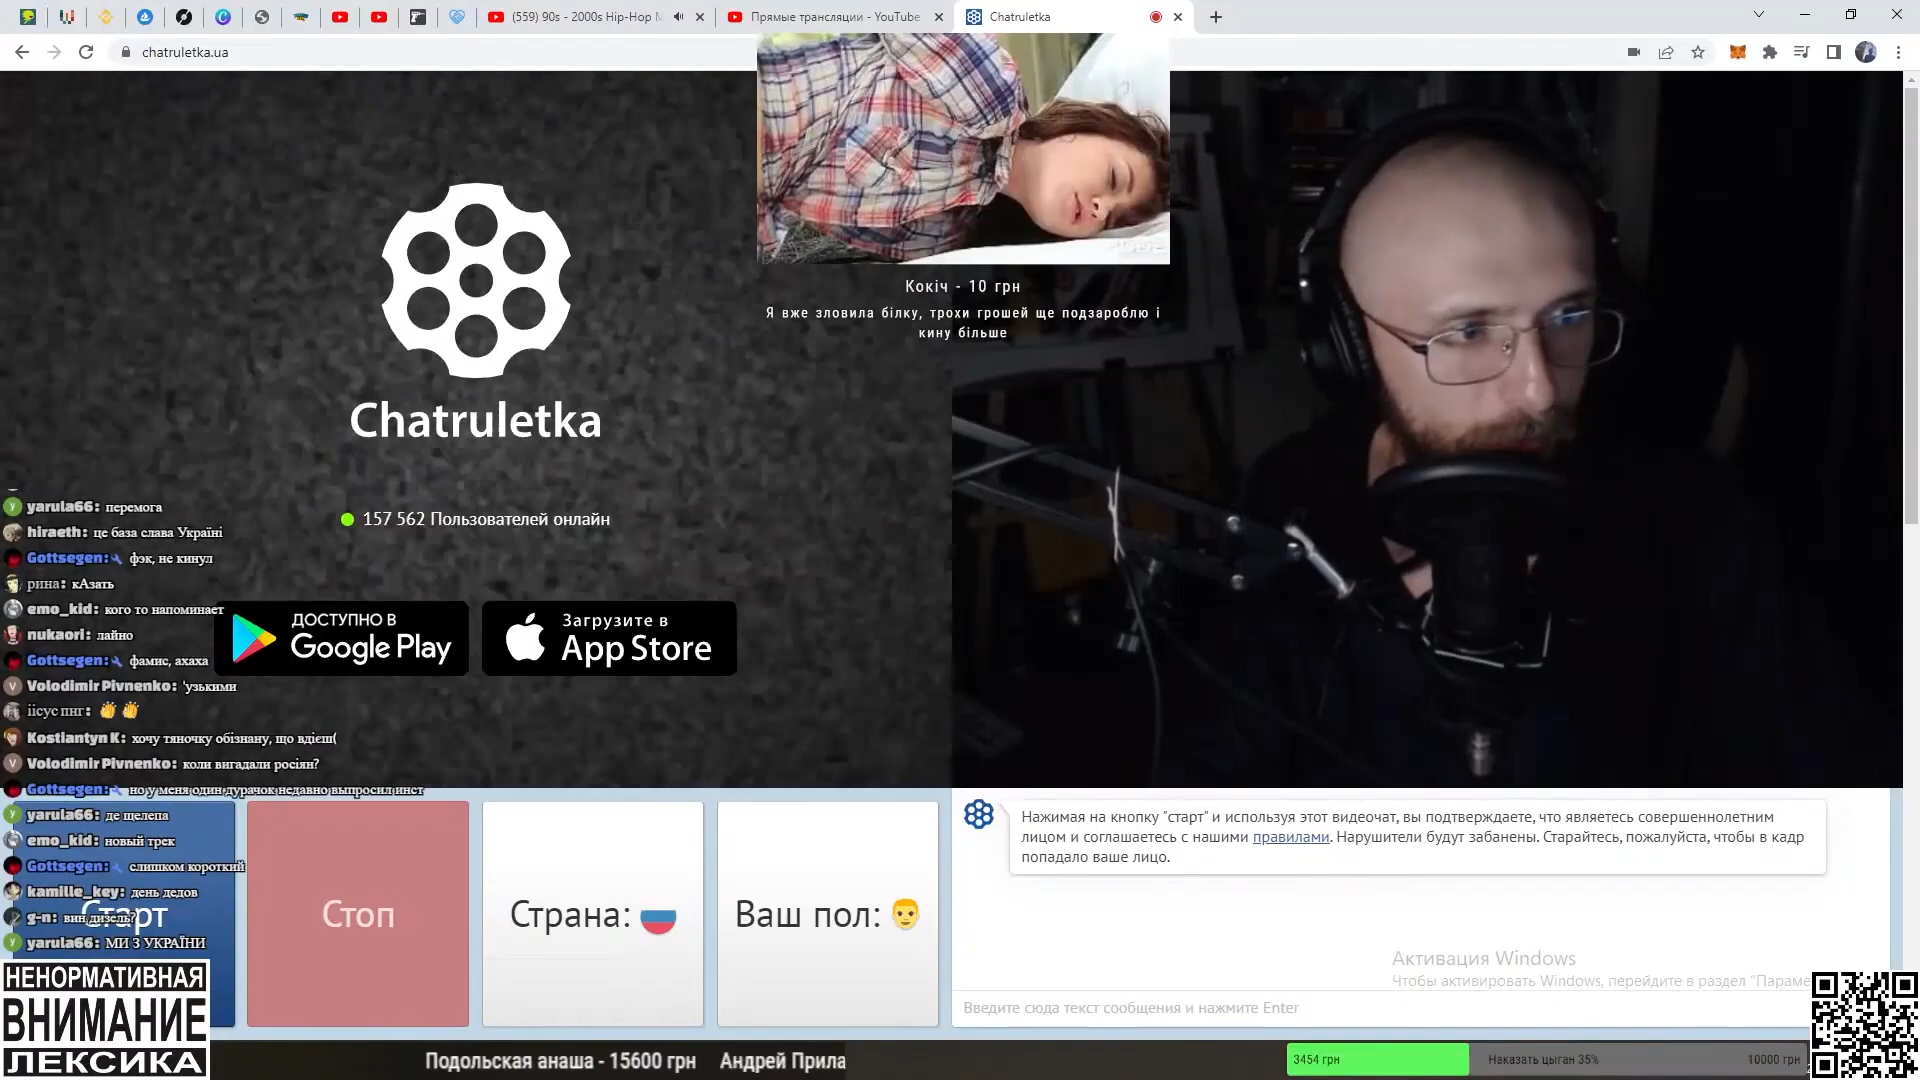 (559) 90s - 2000s Hip-Hop M
Прямые трансляции - YouTube
Chatruletka
chatruletka.ua
Кокіч - 10 грн
Я вже зловила білку, трохи грошей ще подзароблю і
кину більше
Chatruletka
157 562 Пользователей онлайн
ДОСТУПНО В
Google Play
Загрузите в
App Store
yarula66: перемога
hiraeth: це база слава Україні
Gottsegen: фэк, не кинул
рина: кАзать
emo_kid: кого то напоминает
nukaori: лайно
Gottsegen: фамис, ахаха
Volodimir Pivnenko: 'узькими
ісус пнг: 👏 👏
Kostiantyn K: хочу тяночку обізнану, що вдієш(
Volodimir Pivnenko: коли вигадали росіян?
Gottsegen: но у меня один дурачок недавно выпросил инст
yarula66: де щелепа
emo_kid: новый трек
Gottsegen: слишком короткий
kamille_key: день дедов
g-n: вин дизель?
yarula66: МИ З УКРАЇНИ
Старт
Стоп
Страна:
Ваш пол:
Нажимая на кнопку "старт" и используя этот видеочат, вы подтверждаете, что являетесь совершеннолетним
лицом и соглашаетесь с нашими правилами. Нарушители будут забанены. Старайтесь, пожалуйста, чтобы в кадр
попадало ваше лицо.
Активация Windows
Чтобы активировать Windows, перейдите в раздел "Параме
Введите сюда текст сообщения и нажмите Enter
НЕНОРМАТИВНАЯ
ВНИМАНИЕ
ЛЕКСИКА
Подольская анаша - 15600 грн Андрей Прила
3454 грн
Наказать цыган 35%
10000 грн